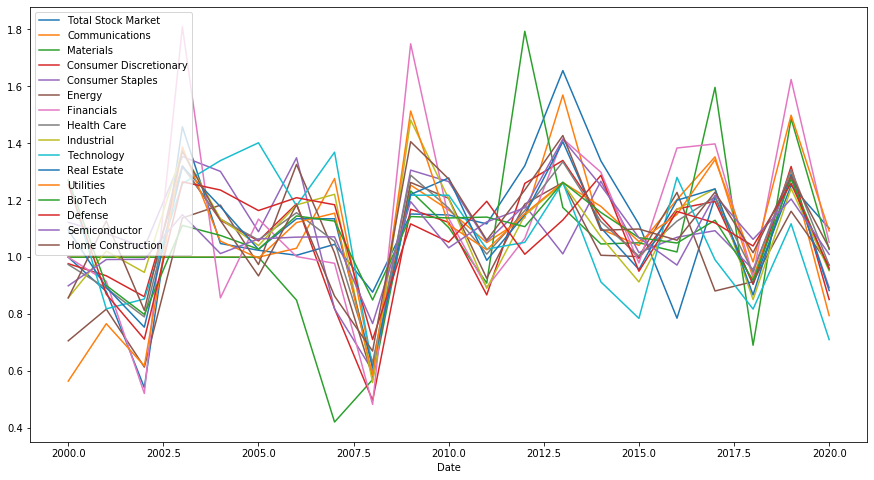 1.8
1.6
1.4
1.2
1.0
0.8
0.6
0.4
Total Stock Market
Communications
Materials
Consumer Discretionary
Consumer Staples
Energy
Financials
Health Care
Industrial
Technology
Real Estate
Utilities
BioTech
Defense
Semiconductor
Home Construction
2000.0 2002.5 2005.0 2007.5 2010.0 2012.5 2015.0 2017.5 2020.0
Date